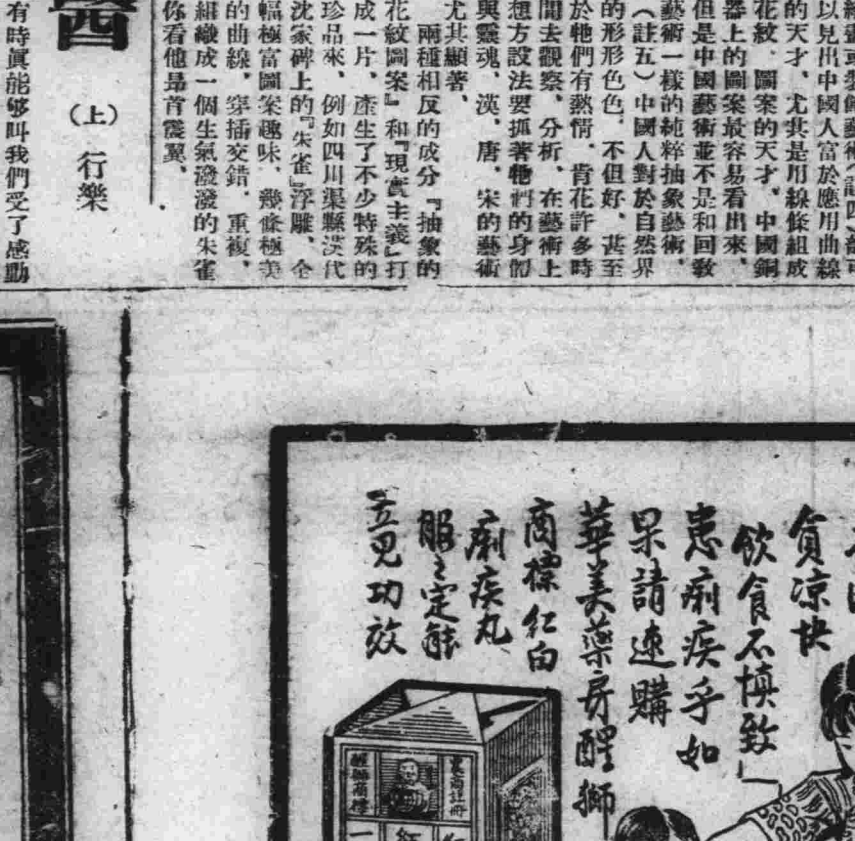 以見出中國人富於應用曲線
的天才、尤其是用線條組成
花紋、圖案的天才、中國銅
器上的圖案最容易看出來、
但是中國藝術並不是和回教
藝術一樣的純粹抽象藝術、
(註五)中國人對於自然界
的形形色色、不但好、甚至
於牠們有熱情、肯花許多時
間去觀察、分析、在藝術上
想方設法要抓著牠們的身體
與靈魂、漢、唐、宋的藝術
尤其顯著、
兩種相反的成分『抽象的
花紋圖案』和『現實主義』打
成一片、產生了不少特殊的
珍品來、例如四川渠縣漢代
沈家碑上的『朱雀』浮雕、全
幅極富圖案趣味、幾條極美
的曲線、穿插交錯、重複、
組織成一個生氣潑潑的朱雀
你看他昂首震翼、
(上) 行樂
有時眞能够叫我們受了感動
貪凉快
飲食不慎致」
患痢疾乎如
果請速購
華美藥房醒獅
商標紅白
痢疾丸
服之定能
立見功效
醒獅商標
註冊